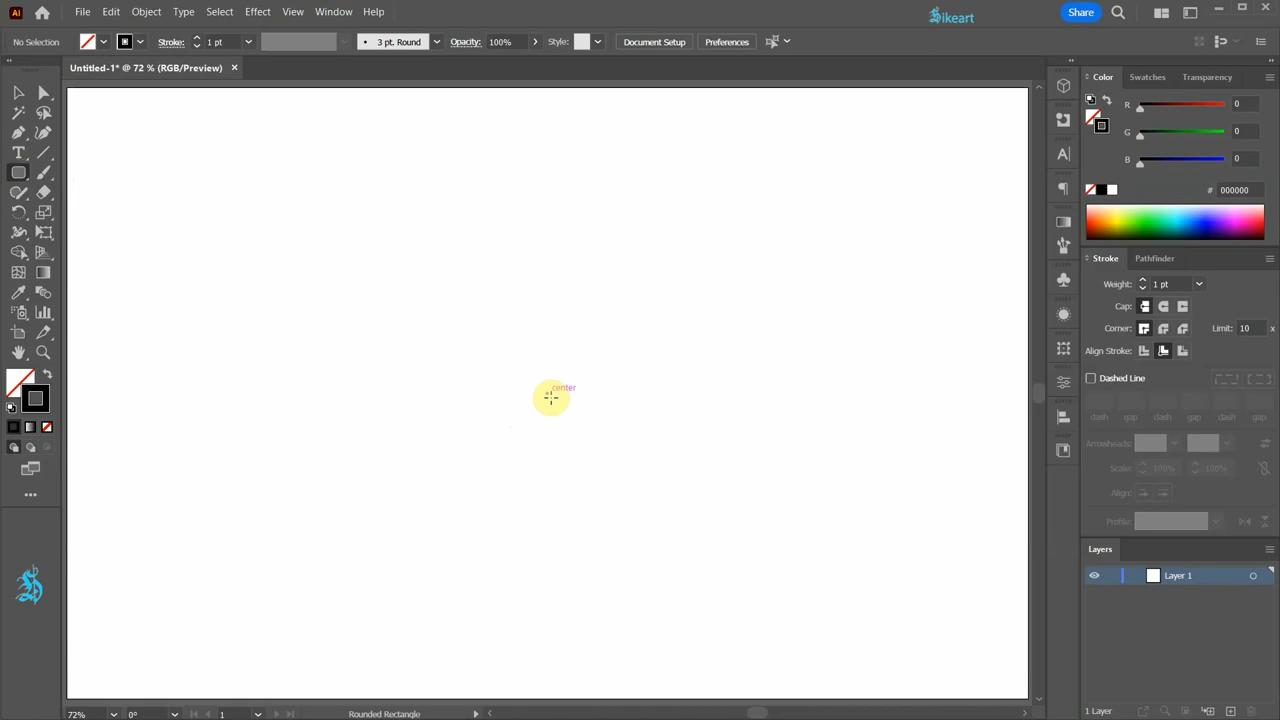 Ai File Edit Object Type Select Effect View Window Help Sikeart Share
No Selection Stroke: 1 pt 3 pt. Round Opacity: 100% Style: Document Setup Preferences
Untitled-1* @ 72 % (RGB/Preview)
Color Swatches Transparency
R 0
G 0
B 0
# 000000
Stroke Pathfinder
Weight: 1 pt
Cap:
Corner: Limit: 10 x
Align Stroke:
Dashed Line
dash gap dash gap dash gap
Arrowheads:
Scale: 100% 100%
Align:
Profile:
center
Layers
Layer 1
1 Layer
72% 0° 1 Rounded Rectangle